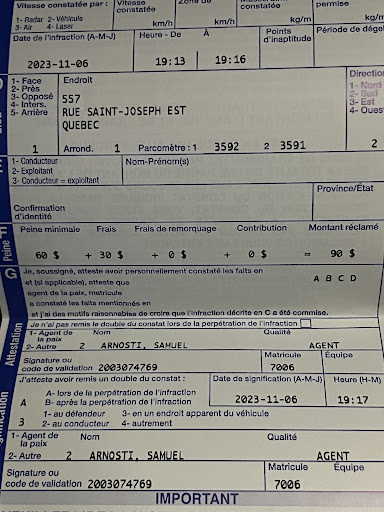 Vitesse constatée par :
Vitesse constatée
Zone de
constatée
permise
1- Radar 2- Véhicule
3- Air 4- Laser
km/h
km/h
kg/m
kg/m
Date de l'infraction (A-M-J)
Heure - De
À
Points d'inaptitude
Période de dégel
2023-11-06
19:13
19:16
1 - Face
2- Près
3- Opposé
4- Inters.
5- Arrière
Endroit
557
RUE SAINT-JOSEPH EST
QUEBEC
Direction
1 - Nord
2 - Sud
3 - Est
4 - Ouest
1
Arrond. 1 Parcomètre : 1 3592 2 3591
2
1- Conducteur
2- Exploitant
3- Conducteur = exploitant
Nom-Prénom(s)
Confirmation d'identité
Province/État
Peine F
Peine minimale
Frais
Frais de remorquage
Contribution
Montant réclamé
60 $ + 30 $ + 0 $ + 0 $ = 90 $
G
Attestation
Je, soussigné, atteste avoir personnellement constaté les faits en
A B C D
et (si applicable), atteste que
agent de la paix, matricule
a constaté les faits mentionnés en
et j'ai des motifs raisonnables de croire que l'infraction décrite en C a été commise.
Je n'ai pas remis le double du constat lors de la perpétration de l'infraction
1- Agent de la paix
2- Autre
Nom
Qualité
2 ARNOSTI, SAMUEL
AGENT
Signature ou code de validation 2003074769
Matricule
7006
Équipe
J'atteste avoir remis un double du constat :
Date de signification (A-M-J)
Heure (H-M)
A
A- lors de la perpétration de l'infraction
B- après la perpétration de l'infraction
2023-11-06
19:17
3
1- au défendeur 3- en un endroit apparent du véhicule
2- au conducteur 4- autrement
1- Agent de la paix
2- Autre
Nom
Qualité
2 ARNOSTI, SAMUEL
AGENT
Signature ou code de validation 2003074769
Matricule
7006
Équipe
IMPORTANT